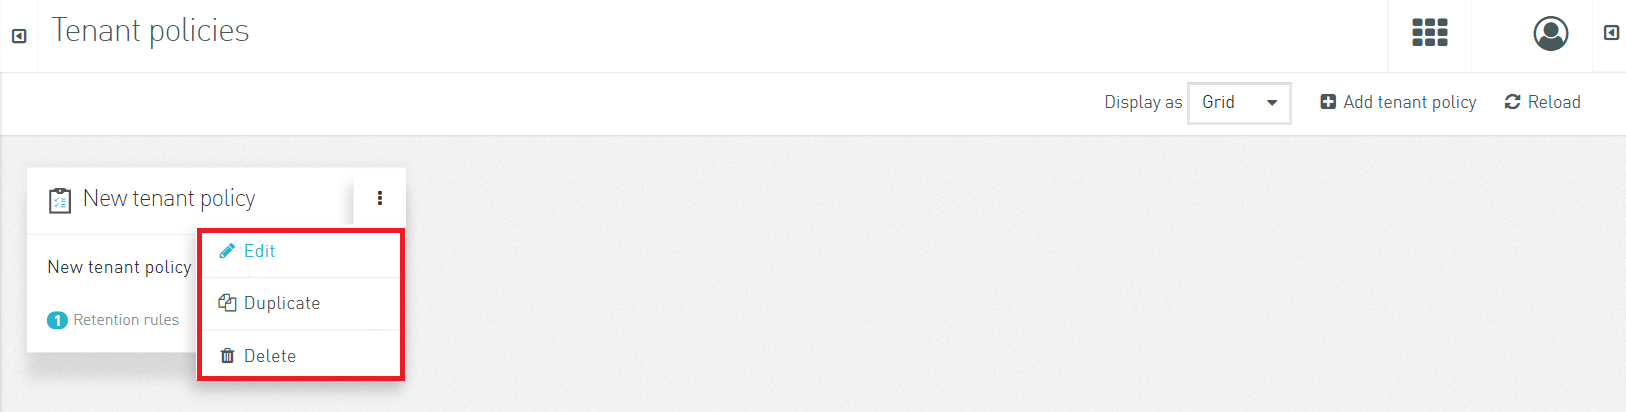 Tenant policies
Display as Grid Add tenant policy Reload
New tenant policy
Edit
New tenant policy
Duplicate
1 Retention rules
Delete